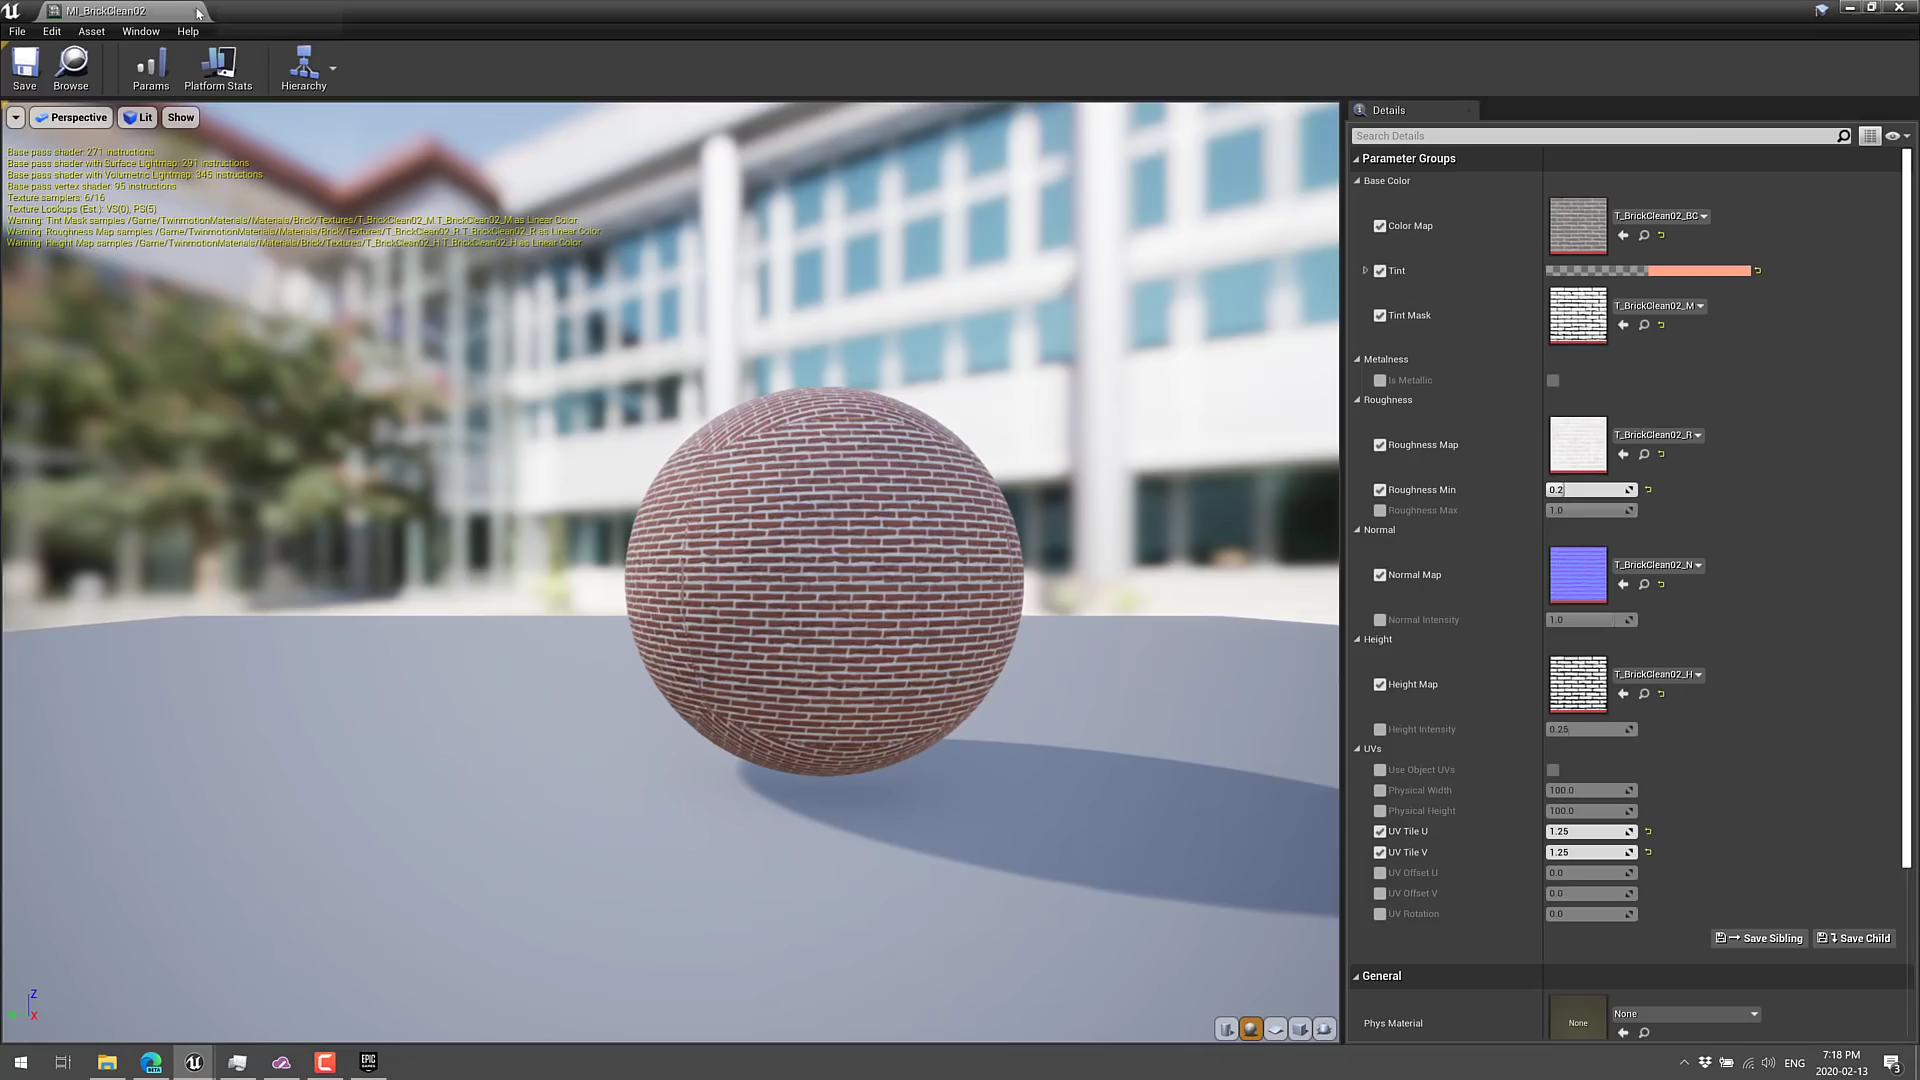 MI_BrickClean02
File Edit Asset Window Help
Save Browse Params Platform Stats Hierarchy
Perspective Lit Show
Base pass shader: 271 instructions
Base pass shader with Surface Lightmap: 291 instructions
Base pass shader with Volumetric Lightmap: 345 instructions
Base pass vertex shader: 95 instructions
Texture samplers: 6/16
Texture Lookups (Est.): VS(0), PS(5)
Warning: Tint Mask samples /Game/TwinmotionMaterials/Materials/Brick/Textures/T_BrickClean02_M.T_BrickClean02_M as Linear Color.
Warning: Roughness Map samples /Game/TwinmotionMaterials/Materials/Brick/Textures/T_BrickClean02_R.T_BrickClean02_R as Linear Color.
Warning: Height Map samples /Game/TwinmotionMaterials/Materials/Brick/Textures/T_BrickClean02_H.T_BrickClean02_H as Linear Color.
Z
X
Details
Search Details
Parameter Groups
Base Color
Color Map T_BrickClean02_BC
Tint
Tint Mask T_BrickClean02_M
Metalness
Is Metallic
Roughness
Roughness Map T_BrickClean02_R
Roughness Min 0.2
Roughness Max 1.0
Normal
Normal Map T_BrickClean02_N
Normal Intensity 1.0
Height
Height Map T_BrickClean02_H
Height Intensity 0.25
UVs
Use Object UVs
Physical Width 100.0
Physical Height 100.0
UV Tile U 1.25
UV Tile V 1.25
UV Offset U 0.0
UV Offset V 0.0
UV Rotation 0.0
Save Sibling Save Child
General
Phys Material None None
BETA
EPIC GAMES
ENG
7:18 PM
2020-02-13
3